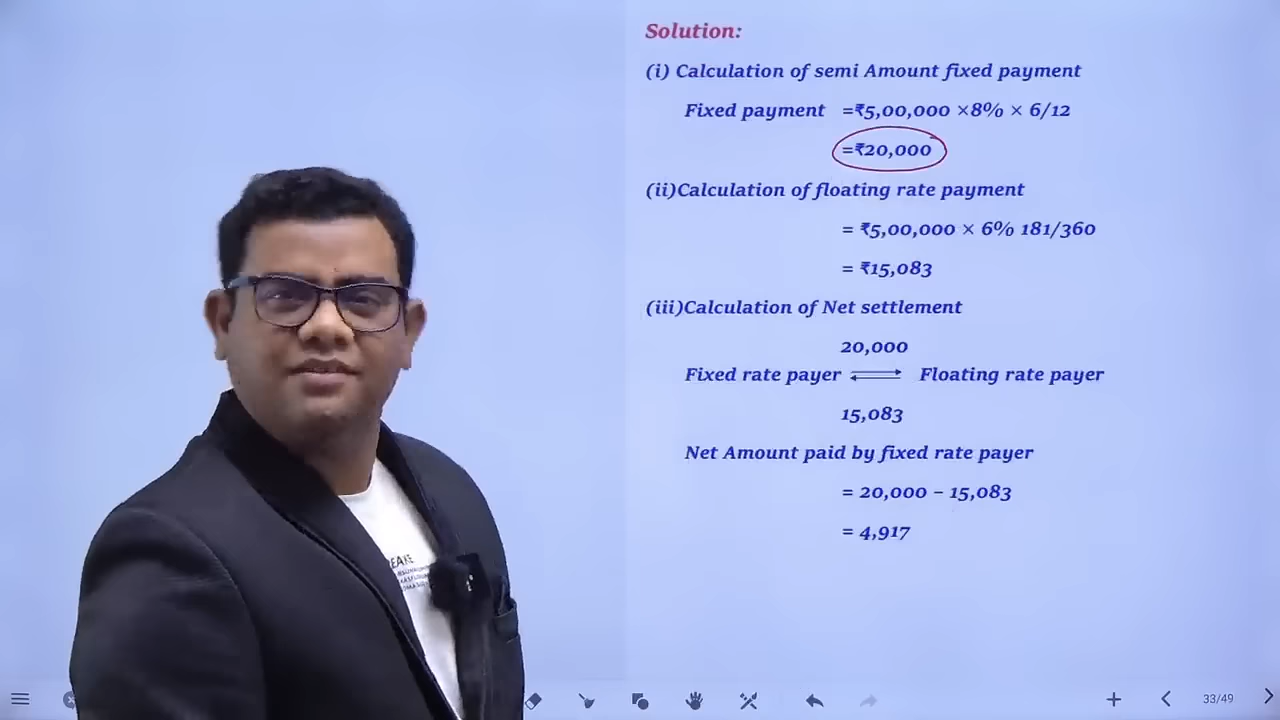 Solution:
(i) Calculation of semi Amount fixed payment
Fixed payment =₹5,00,000 ×8% × 6/12
=₹20,000
(ii)Calculation of floating rate payment
= ₹5,00,000 × 6% 181/360
= ₹15,083
(iii)Calculation of Net settlement
20,000
Fixed rate payer ⇄ Floating rate payer
15,083
Net Amount paid by fixed rate payer
= 20,000 − 15,083
= 4,917
33/49